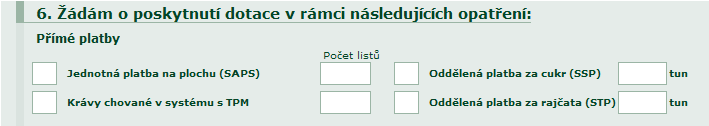 6. Žádám o poskytnutí dotace v rámci následujících opatření:
Přímé platby
Počet listů
Jednotná platba na plochu (SAPS) Oddělená platba za cukr (SSP) tun
Krávy chované v systému s TPM Oddělená platba za rajčata (STP) tun